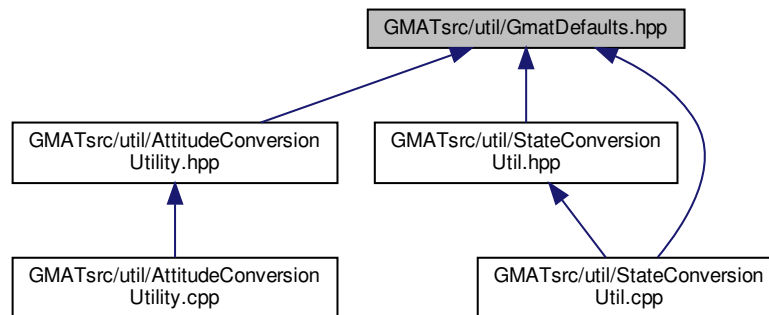 GMATsrc/util/GmatDefaults.hpp
GMATsrc/util/AttitudeConversion
Utility.hpp
GMATsrc/util/StateConversion
Util.hpp
GMATsrc/util/AttitudeConversion
Utility.cpp
GMATsrc/util/StateConversion
Util.cpp